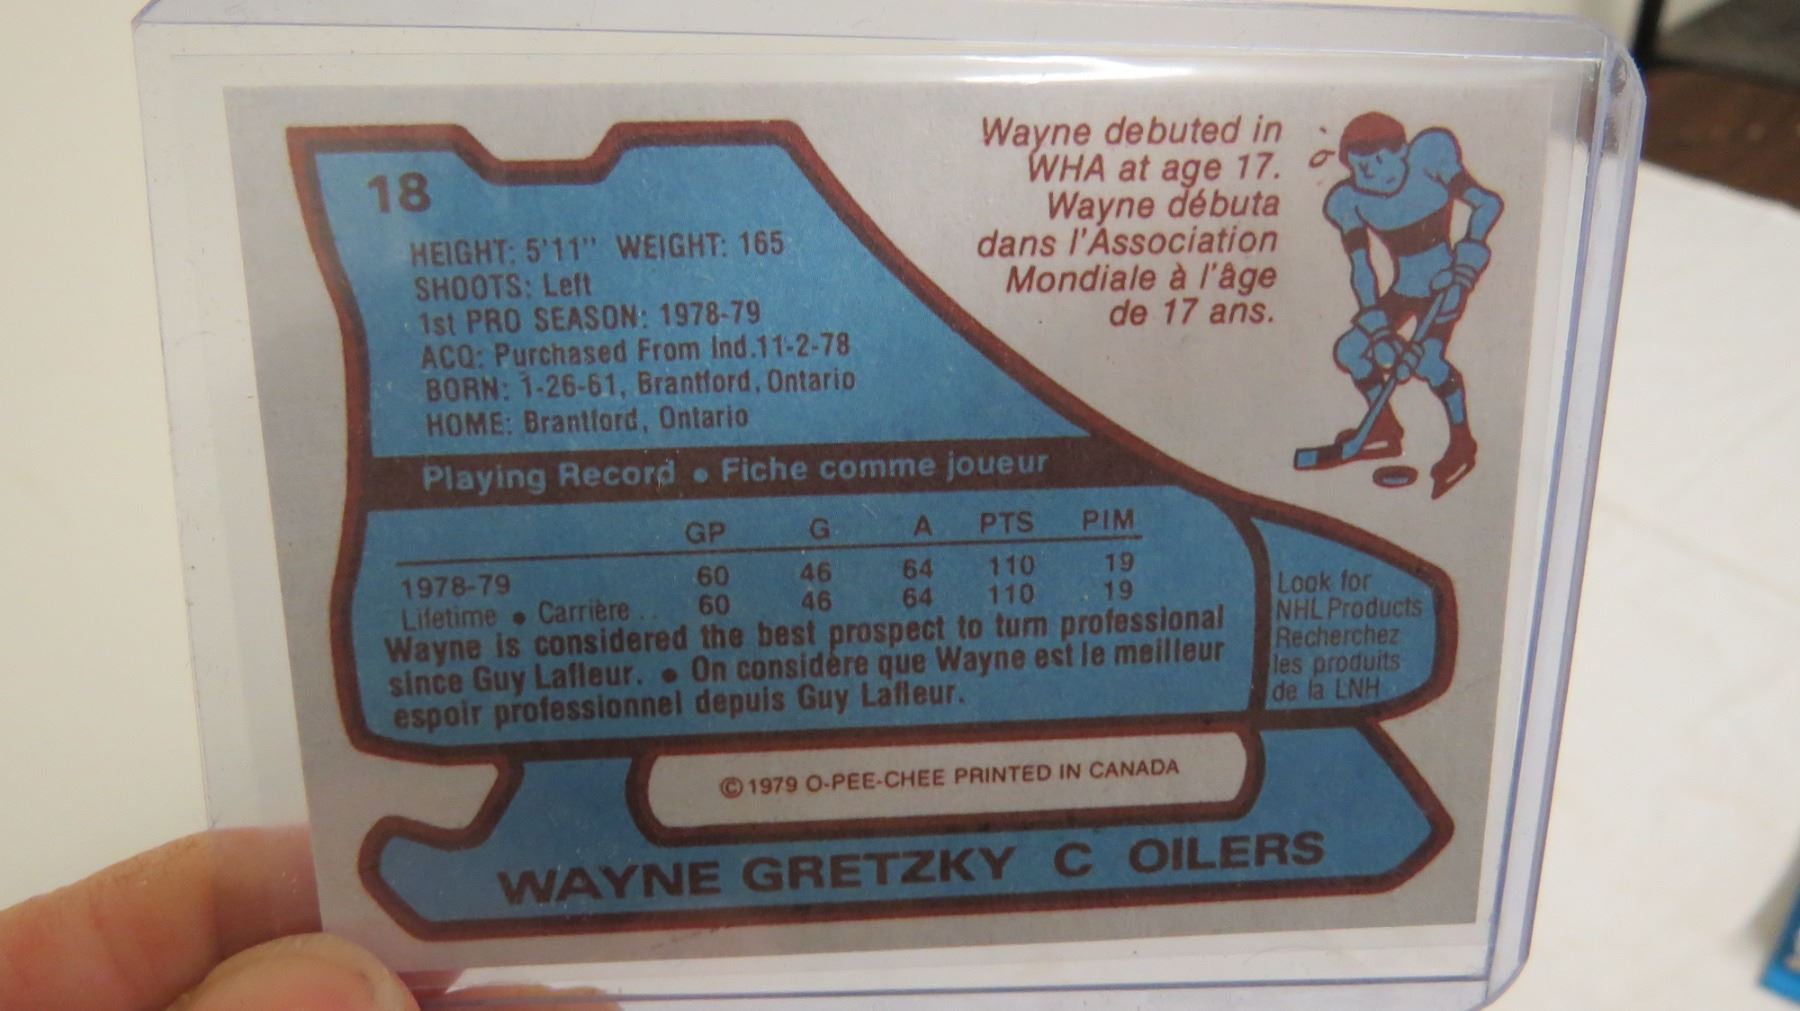 18
HEIGHT: 5'11" WEIGHT: 165
SHOOTS: Left
1st PRO SEASON: 1978-79
ACQ: Purchased From Ind.11-2-78
BORN: 1-26-61, Brantford, Ontario
HOME: Brantford, Ontario
Wayne debuted in
WHA at age 17.
Wayne débuta
dans l'Association
Mondiale à l'âge
de 17 ans.
Playing Record • Fiche comme joueur
GP G A PTS PIM
1978-79 60 46 64 110 19
Lifetime • Carrière .. 60 46 64 110 19
Wayne is considered the best prospect to turn professional
since Guy Lafleur. • On considère que Wayne est le meilleur
espoir professionnel depuis Guy Lafleur.
Look for
NHL Products
Recherchez
les produits
de la LNH
© 1979 O-PEE-CHEE PRINTED IN CANADA
WAYNE GRETZKY C OILERS